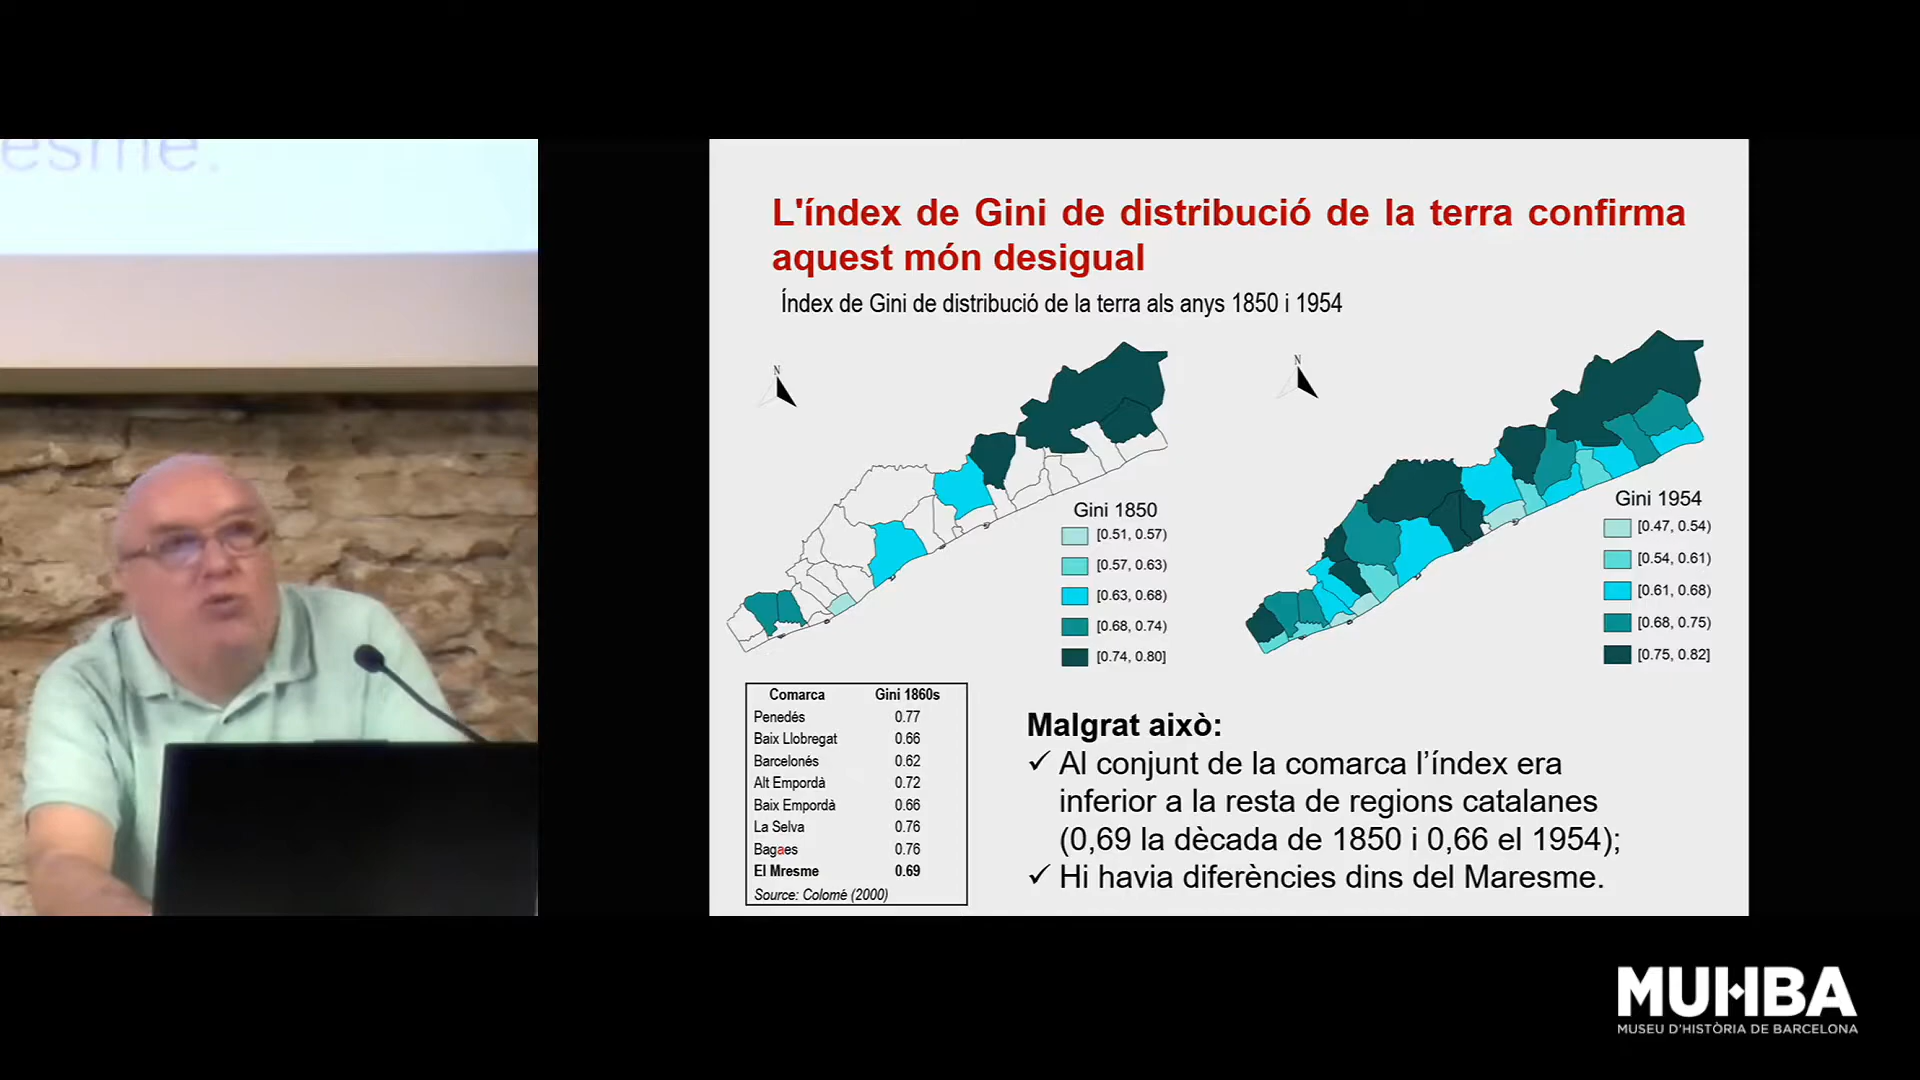 esme.
L'índex de Gini de distribució de la terra confirma
aquest món desigual
Índex de Gini de distribució de la terra als anys 1850 i 1954
N
N
Gini 1850
[0.51, 0.57)
[0.57, 0.63)
[0.63, 0.68)
[0.68, 0.74)
[0.74, 0.80]
Gini 1954
[0.47, 0.54)
[0.54, 0.61)
[0.61, 0.68)
[0.68, 0.75)
[0.75, 0.82]
Comarca Gini 1860s
Penedés 0.77
Baix Llobregat 0.66
Barcelonés 0.62
Alt Empordà 0.72
Baix Empordà 0.66
La Selva 0.76
Bagaes 0.76
El Mresme 0.69
Source: Colomé (2000)
Malgrat això:
✓ Al conjunt de la comarca l’índex era
inferior a la resta de regions catalanes
(0,69 la dècada de 1850 i 0,66 el 1954);
✓ Hi havia diferències dins del Maresme.
MUHBA
MUSEU D'HISTÒRIA DE BARCELONA